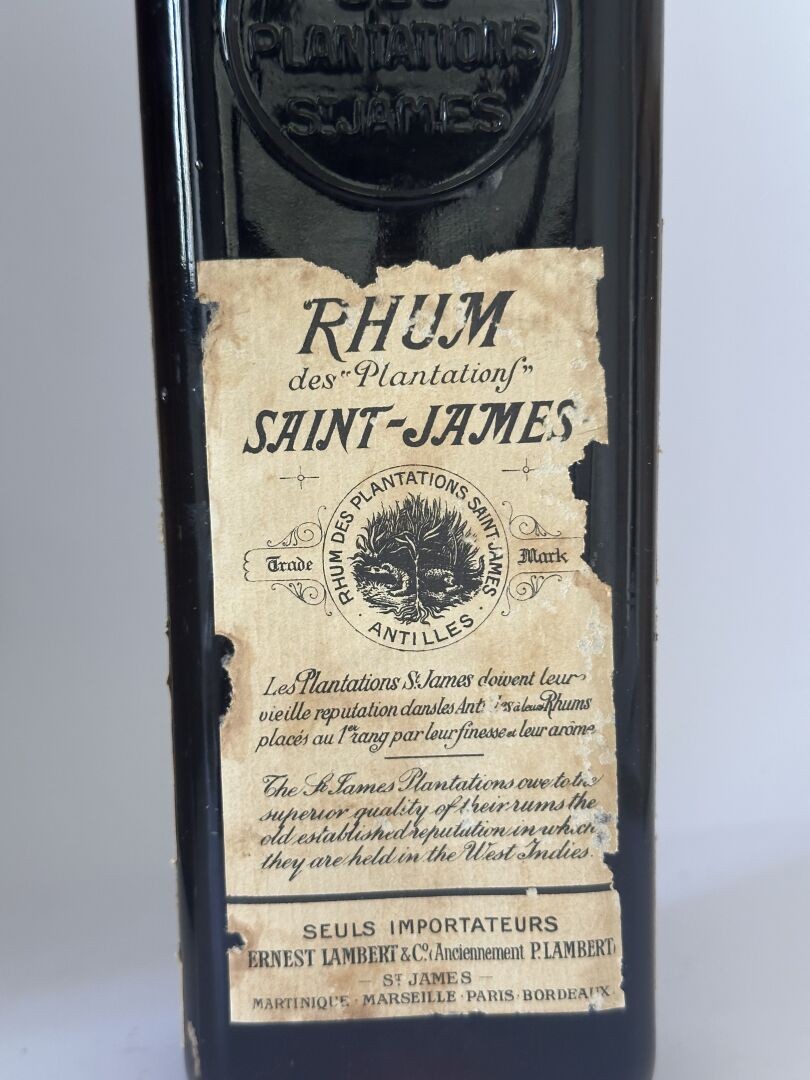 PLANTATIONS
ST JAMES
"RHUM
des "Plantations"
SAINT-JAMES
RHUM DES PLANTATIONS SAINT-JAMES
· ANTILLES ·
Trade Mark
Les Plantations St James doivent leur
vieille reputation dans les à leurs Rhums
placés au 1er rang par leur finesse et leur arôme
The St James Plantations owe to the
superior quality of their rums the
old established reputation in which
they are held in the West Indies.
SEULS IMPORTATEURS
ERNEST LAMBERT & Co. (Anciennement P. LAMBERT)
— ST JAMES —
MARTINIQUE · MARSEILLE · PARIS · BORDEAUX.